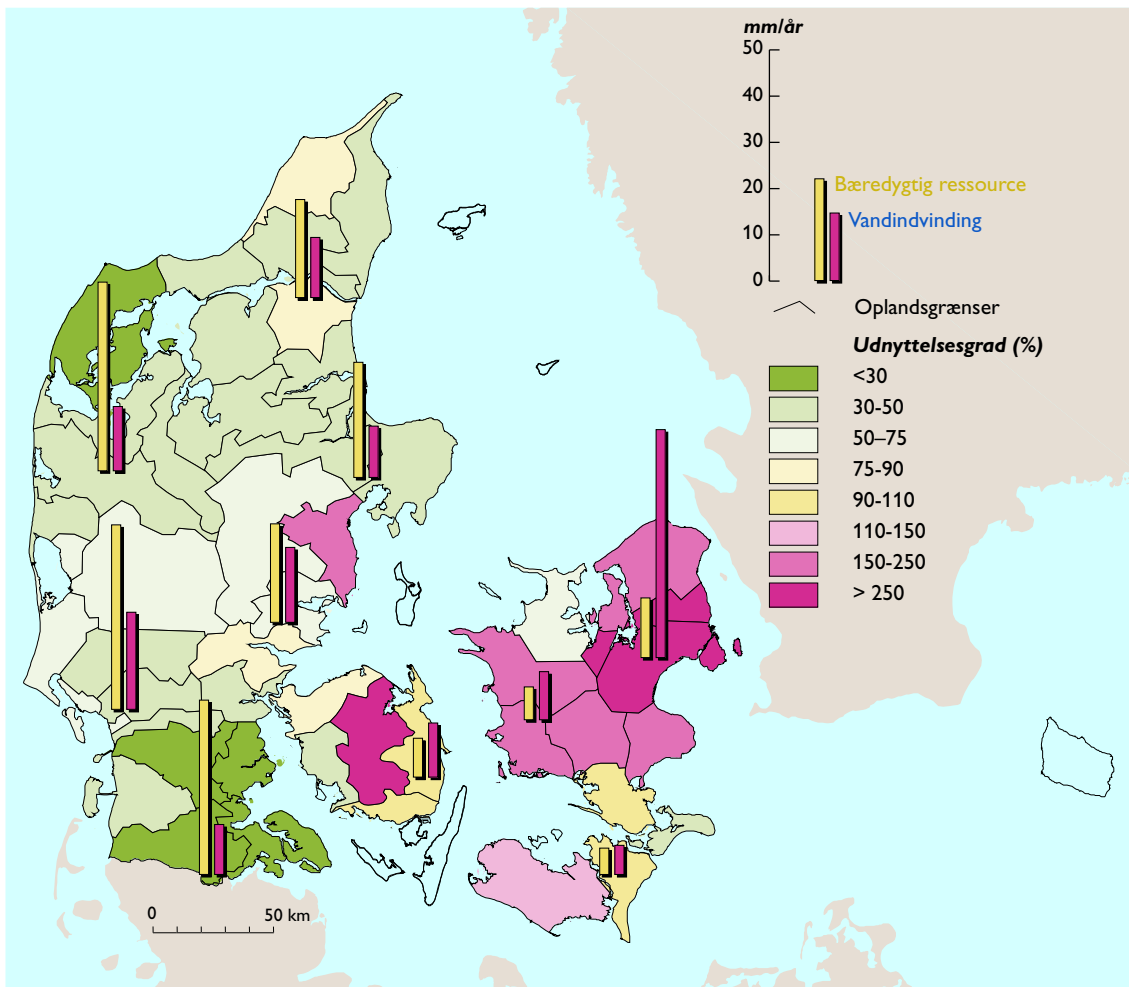 mm/år
50
40
30
20
10
0
Bæredygtig ressource
Vandindvinding
Oplandsgrænser
Udnyttelsesgrad (%)
<30
30-50
50–75
75-90
90-110
110-150
150-250
> 250
0 50 km